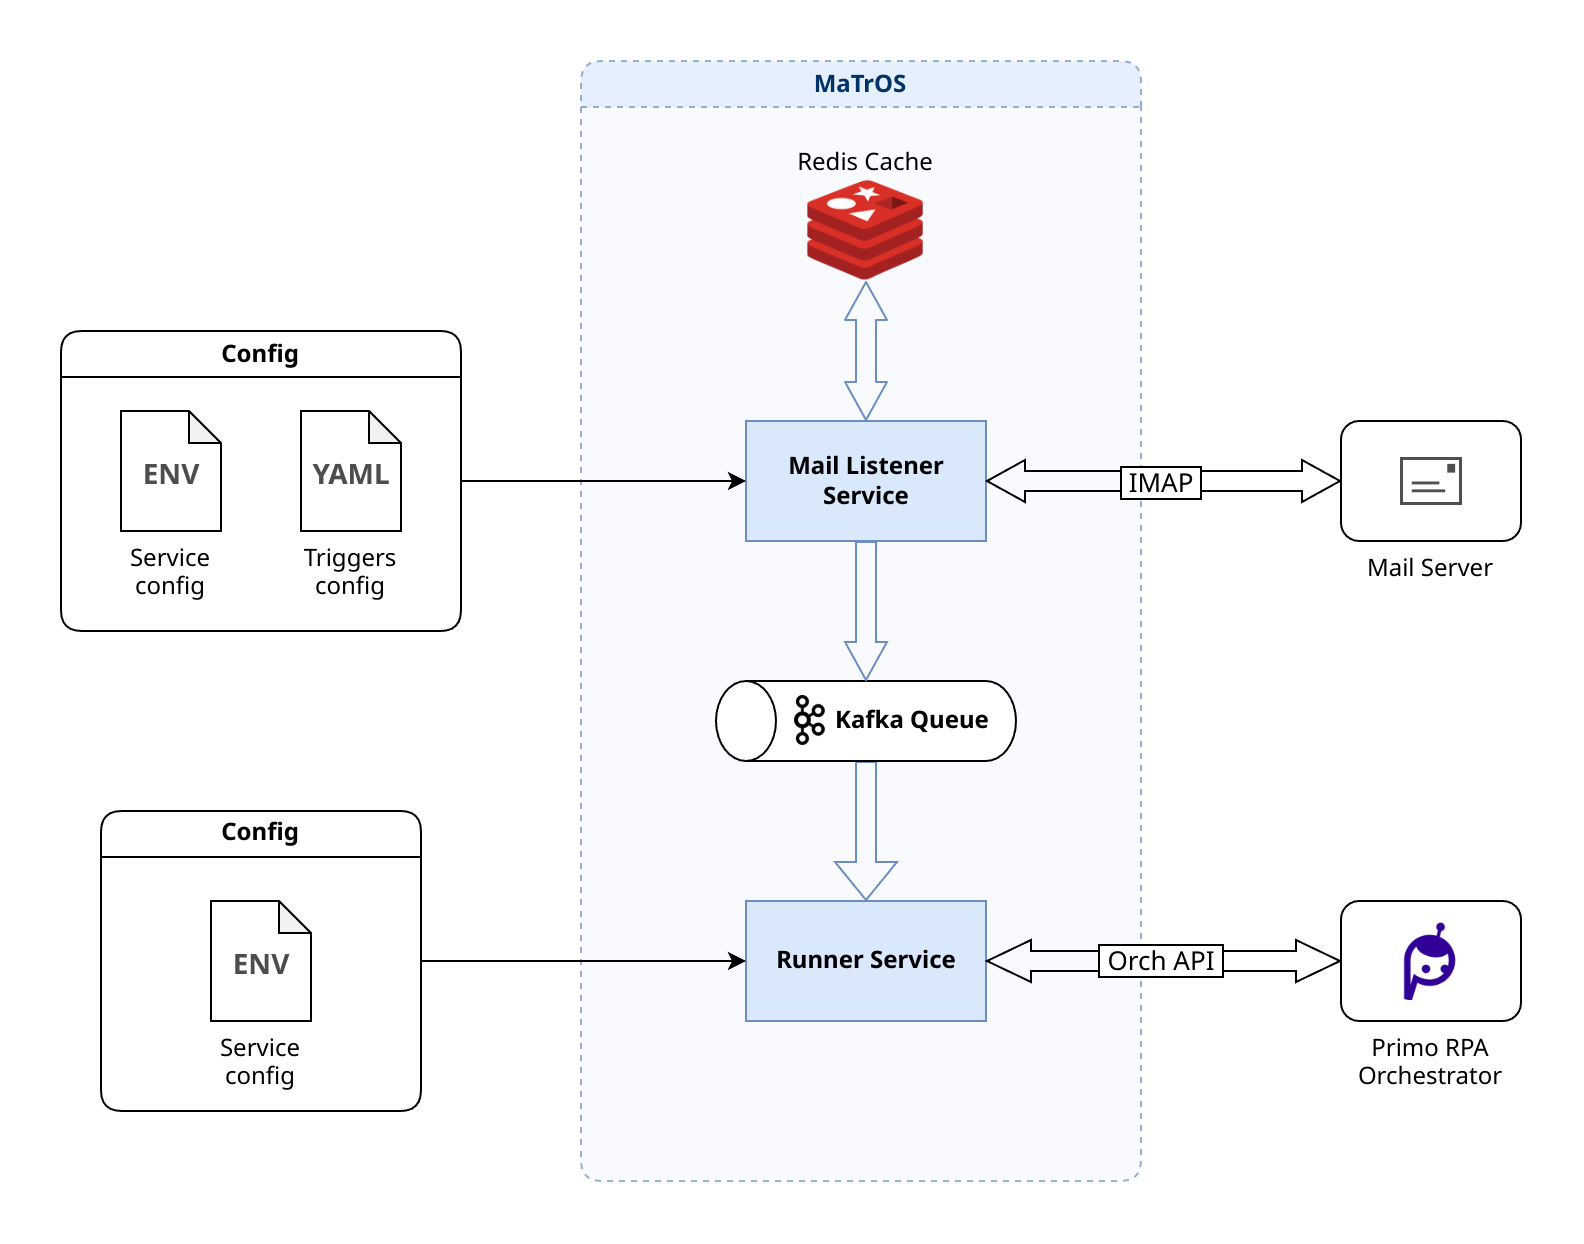 MaTrOS
Redis Cache
Config
ENV
YAML
Service
config
Triggers
config
Mail Listener
Service
IMAP
Mail Server
Kafka Queue
Config
ENV
Service
config
Runner Service
Orch API
Primo RPA
Orchestrator